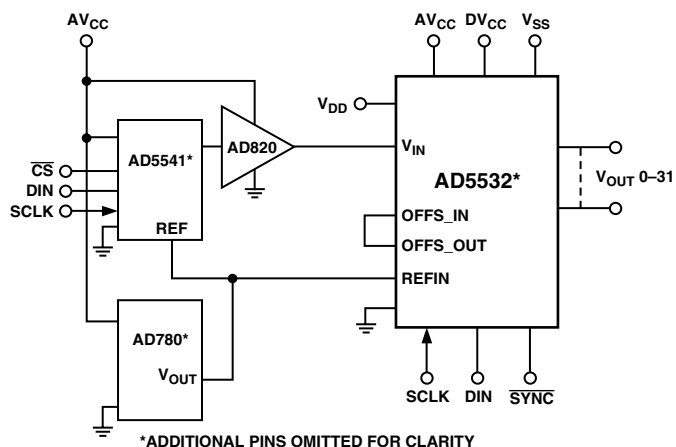 AVCC
AVCC DVCC VSS
VDD
AD5541*
AD820
VIN
CS
DIN
SCLK
REF
AD5532*
VOUT 0–31
OFFS_IN
OFFS_OUT
REFIN
AD780*
VOUT
SCLK DIN SYNC
*ADDITIONAL PINS OMITTED FOR CLARITY